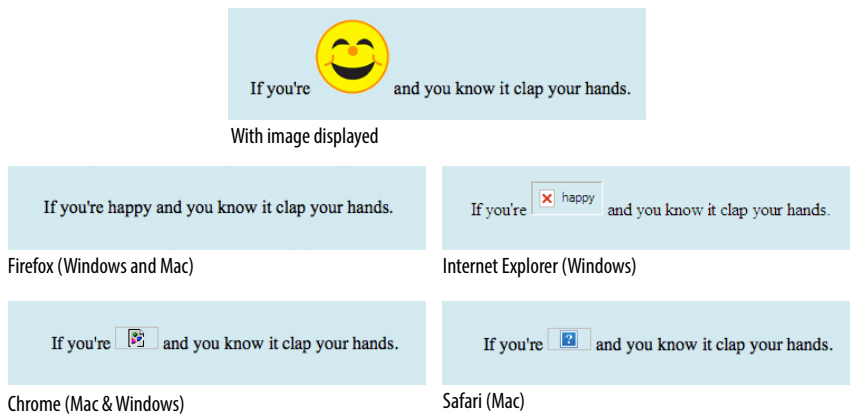 If you're and you know it clap your hands.
With image displayed
If you're happy and you know it clap your hands.
Firefox (Windows and Mac)
If you're happy and you know it clap your hands.
Internet Explorer (Windows)
If you're and you know it clap your hands.
Chrome (Mac & Windows)
If you're ? and you know it clap your hands.
Safari (Mac)